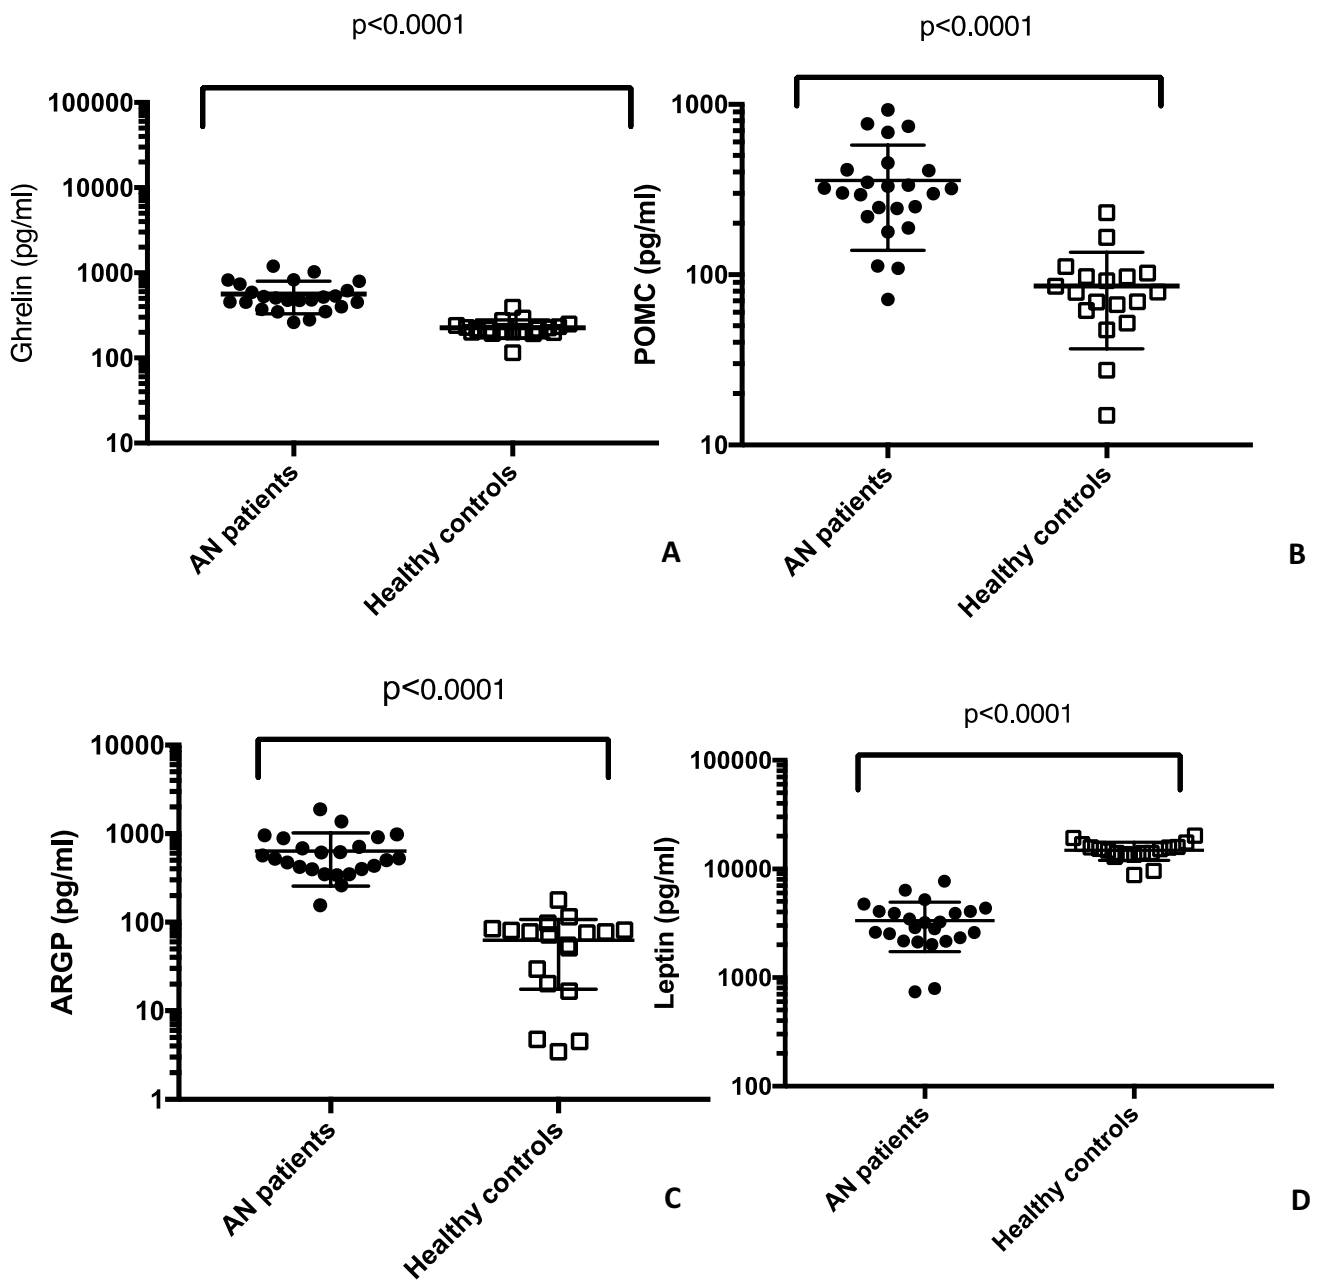 p<0.0001
Ghrelin (pg/ml)
100000
10000
1000
100
10
AN patients
Healthy controls
A
p<0.0001
POMC (pg/ml)
1000
100
10
AN patients
Healthy controls
B
p<0.0001
ARGP (pg/ml)
10000
1000
100
10
1
AN patients
Healthy controls
C
p<0.0001
Leptin (pg/ml)
100000
10000
1000
100
AN patients
Healthy controls
D